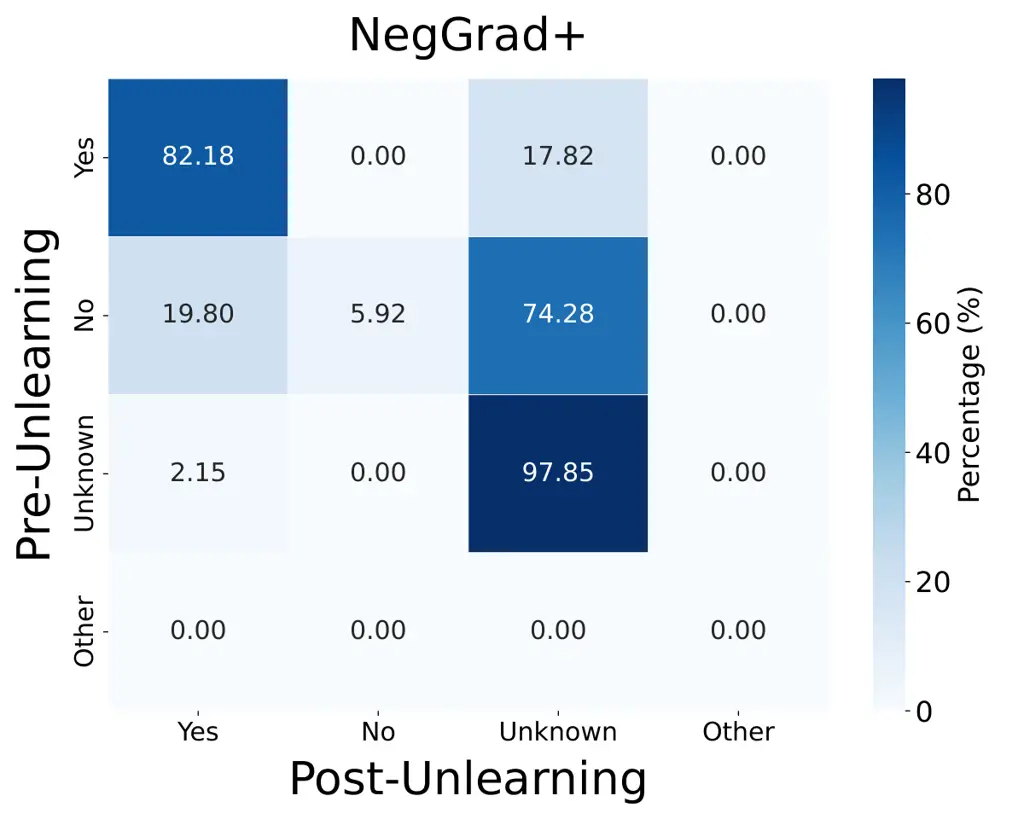 NegGrad+
Pre-Unlearning
Yes
82.18 0.00 17.82 0.00
No
19.80 5.92 74.28 0.00
Unknown
2.15 0.00 97.85 0.00
Other
0.00 0.00 0.00 0.00
Yes No Unknown Other
Post-Unlearning
80
60
40
20
0
Percentage (%)